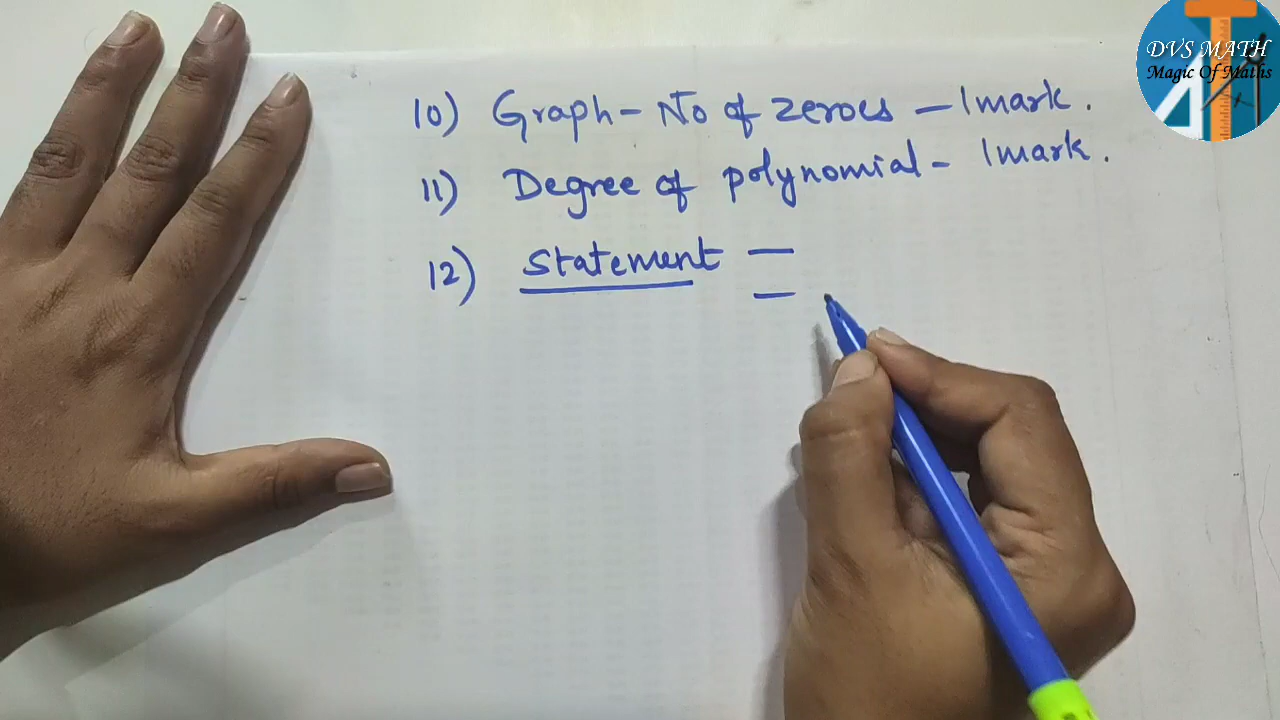 DVS MATH
Magic Of Maths
10) Graph - No of zeroes - 1mark.
11) Degree of polynomial - 1mark.
12) Statement —
—